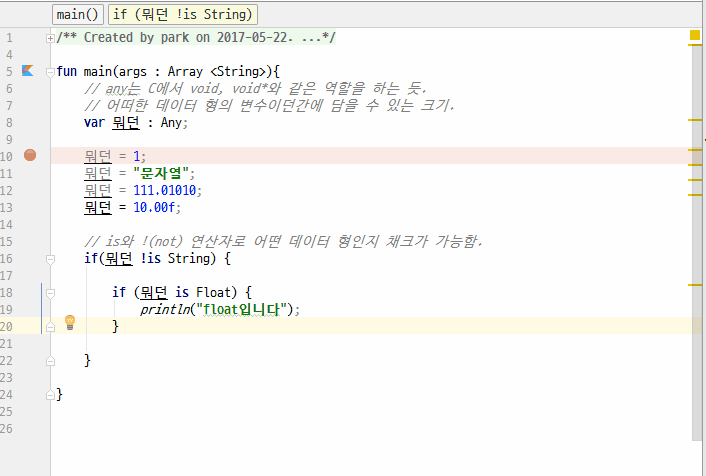 main() if (뭐던 !is String)
1 /** Created by park on 2017-05-22. ...*/
4
5 fun main(args : Array <String>){
6 // any는 C에서 void, void*와 같은 역할을 하는 듯.
7 // 어떠한 데이터 형의 변수이던간에 담을 수 있는 크기.
8 var 뭐던 : Any;
9
10 뭐던 = 1;
11 뭐던 = "문자열";
12 뭐던 = 111.01010;
13 뭐던 = 10.00f;
14
15 // is와 !(not) 연산자로 어떤 데이터 형인지 채크가 가능함.
16 if(뭐던 !is String) {
17
18 if (뭐던 is Float) {
19 println("float입니다");
20 }
21
22 }
23
24 }
25
26